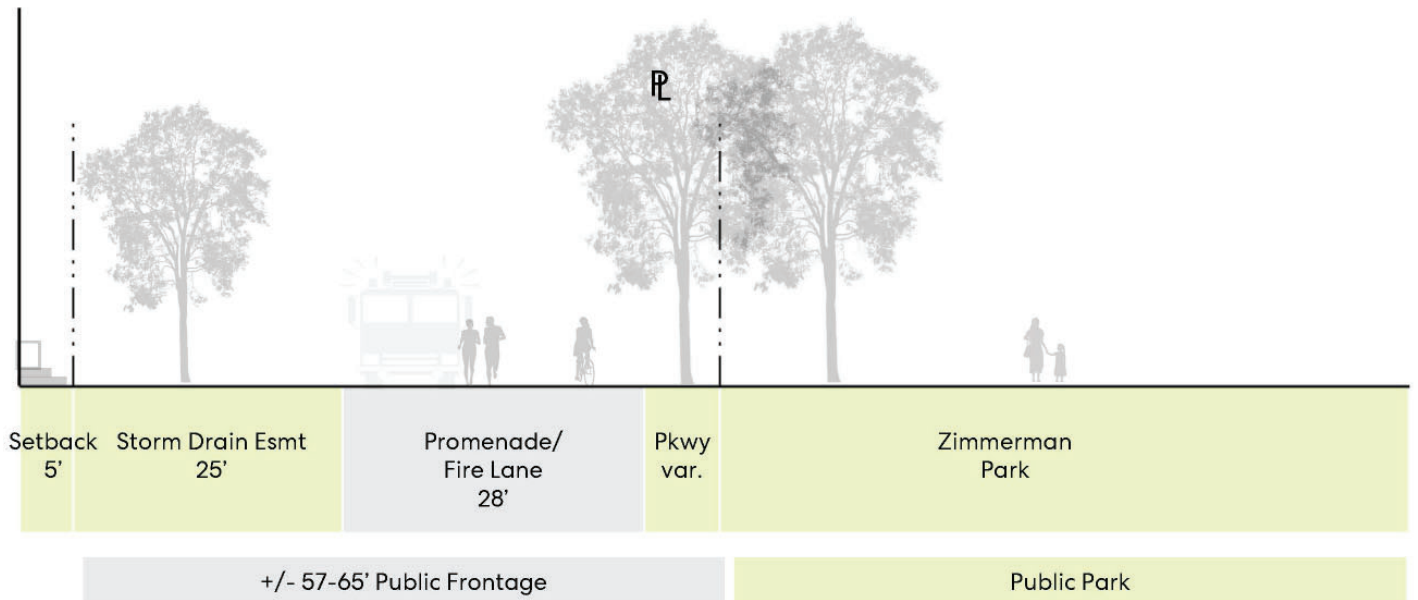 PL
Setback
5’
Storm Drain Esmt
25’
Promenade/
Fire Lane
28’
Pkwy
var.
Zimmerman
Park
+/- 57-65’ Public Frontage
Public Park